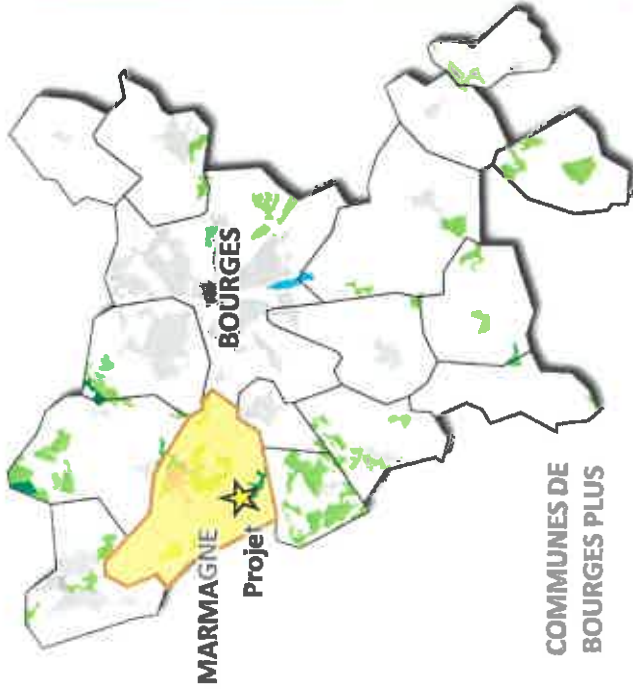 BOURGES
MARMAGNE
Projet
COMMUNES DE
BOURGES PLUS